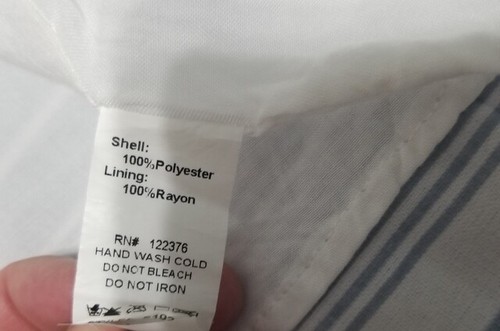 Shell:
100%Polyester
Lining:
100%Rayon
RN# 122376
HAND WASH COLD
DO NOT BLEACH
DO NOT IRON